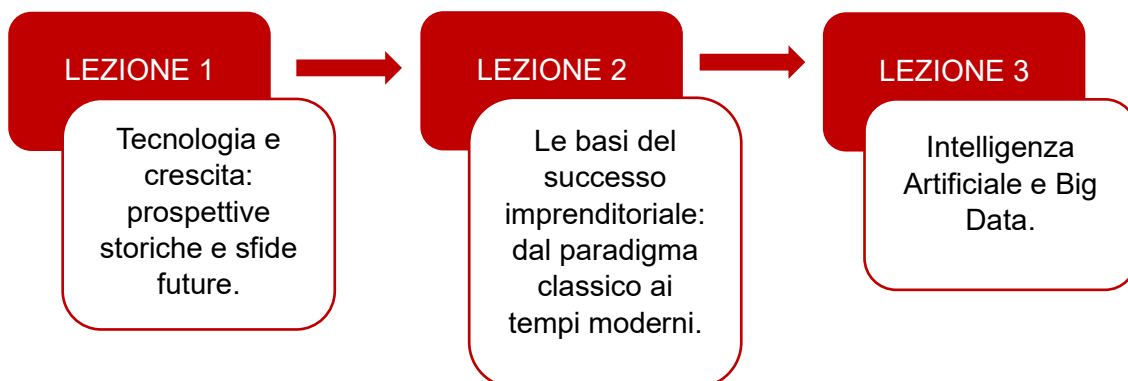 LEZIONE 1
Tecnologia e
crescita:
prospettive
storiche e sfide
future.
LEZIONE 2
Le basi del
successo
imprenditoriale:
dal paradigma
classico ai
tempi moderni.
LEZIONE 3
Intelligenza
Artificiale e Big
Data.